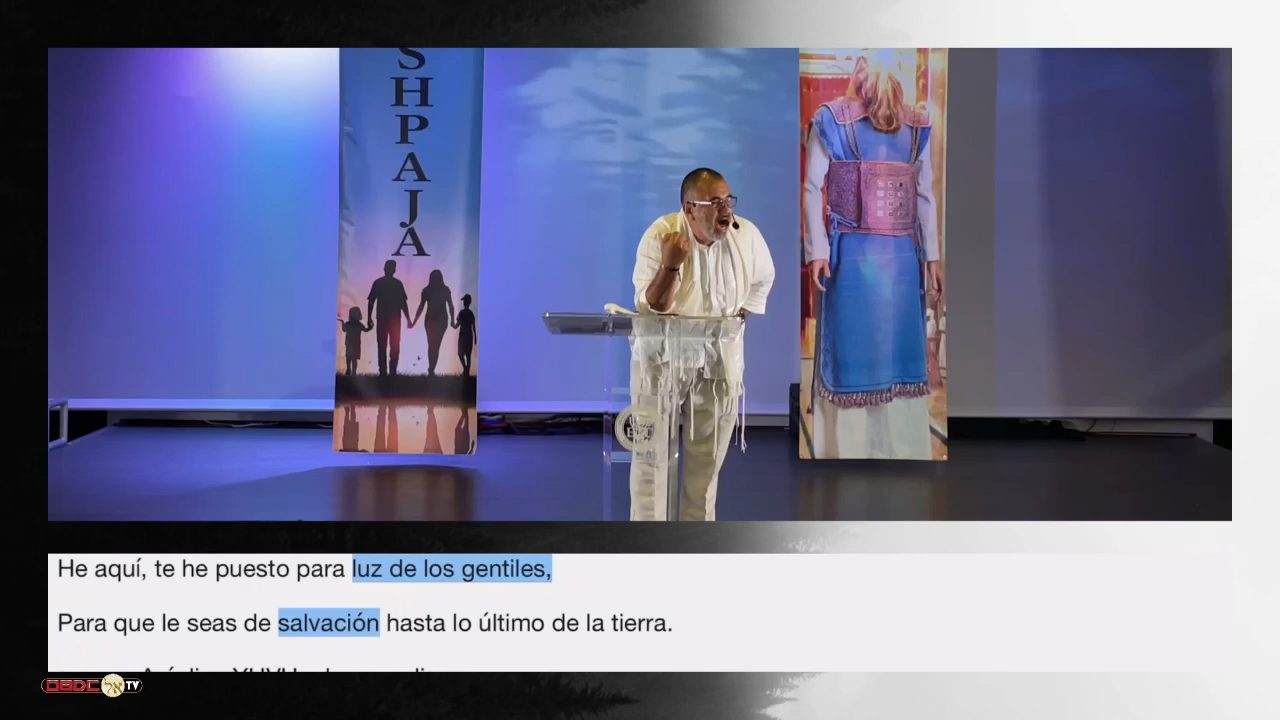 S
H
P
A
J
A
He aquí, te he puesto para luz de los gentiles,
Para que le seas de salvación hasta lo último de la tierra.
TV